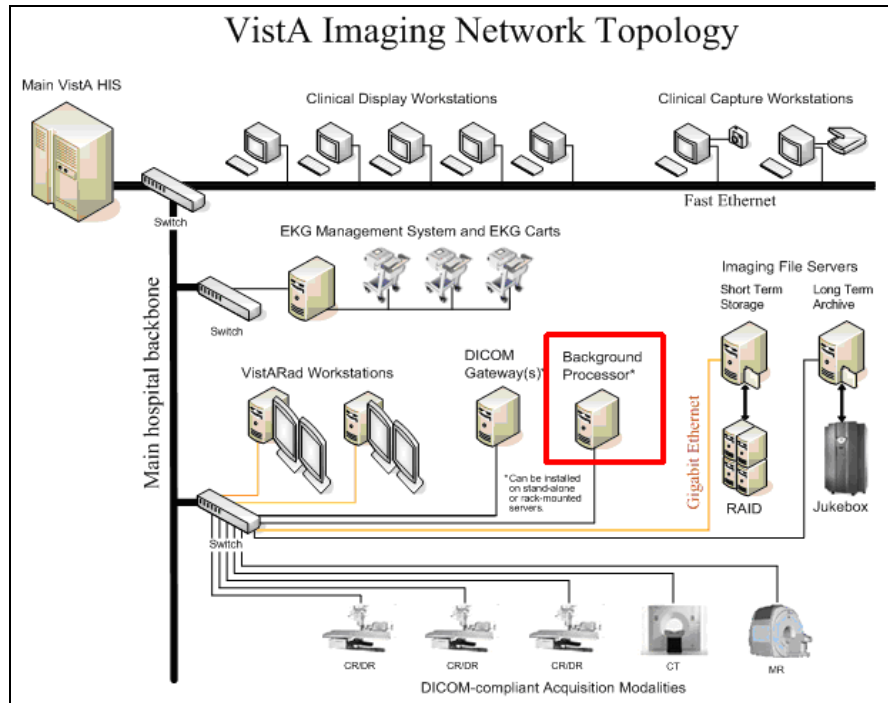 VistA Imaging Network Topology
Main VistA HIS
Clinical Display Workstations
Clinical Capture Workstations
Fast Ethernet
Switch
EKG Management System and EKG Carts
Switch
Imaging File Servers
Short Term
Storage
Long Term
Archive
Main hospital backbone
VistARad Workstations
DICOM
Gateway(s)*
Background
Processor*
Gigabit Ethernet
*Can be installed
on stand-alone
or rack-mounted
servers.
RAID
Jukebox
Switch
CR/DR
CR/DR
CR/DR
CT
MR
DICOM-compliant Acquisition Modalities